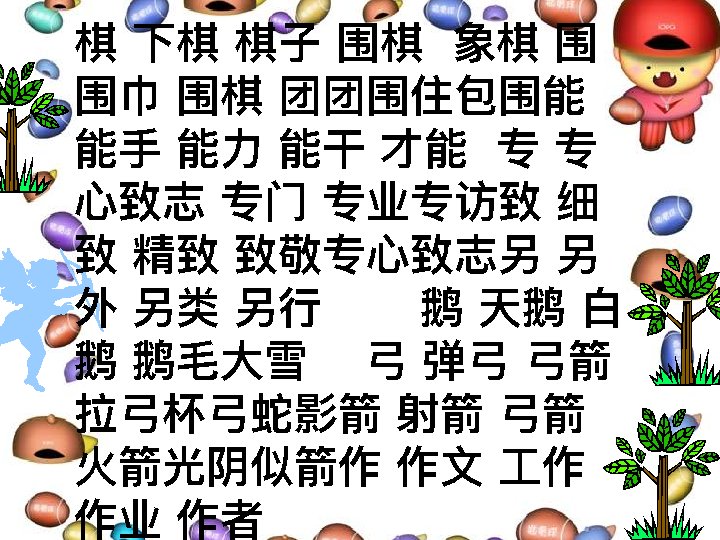 棋 下棋 棋子 围棋 象棋 围
围巾 围棋 团团围住包围能
能手 能力 能干 才能 专 专
心致志 专门 专业专访致 细
致 精致 致敬专心致志另 另
外 另类 另行 鹅 天鹅 白
鹅 鹅毛大雪 弓 弹弓 弓箭
拉弓杯弓蛇影箭 射箭 弓箭
火箭光阴似箭作 作文 工作
作业 作者